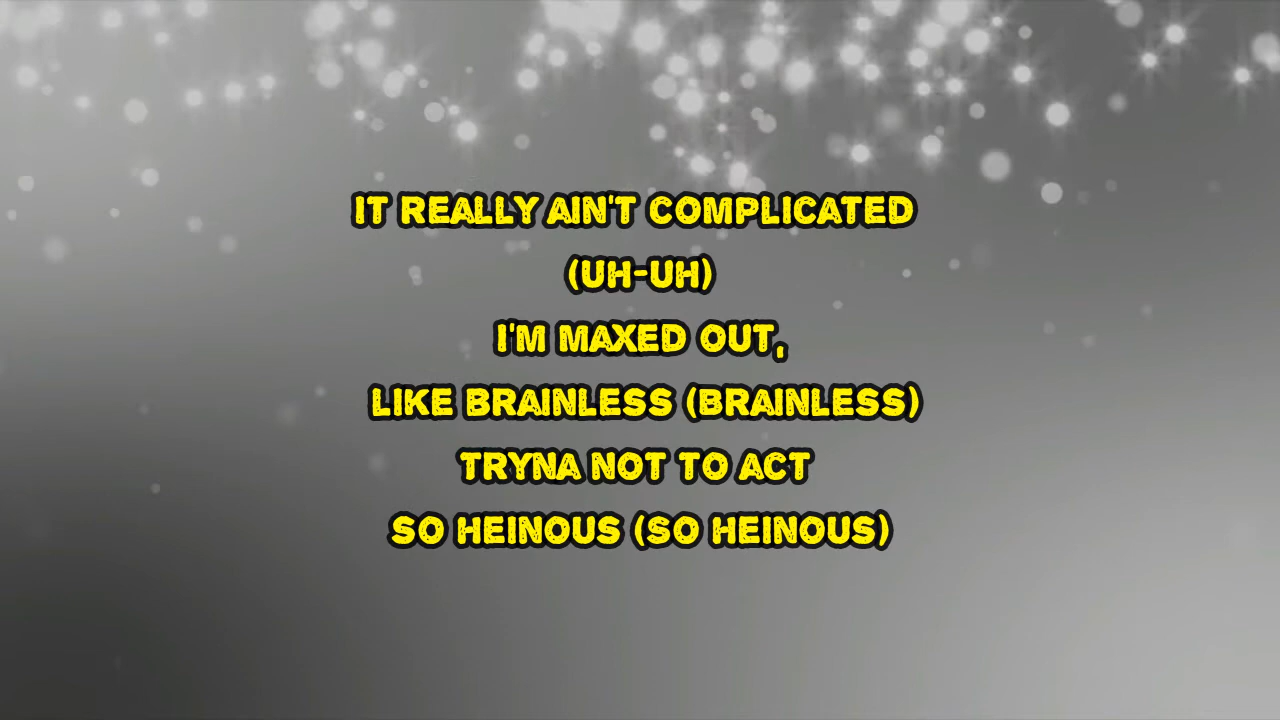 IT REALLY AIN'T COMPLICATED
(UH-UH)
I'M MAXED OUT,
LIKE BRAINLESS (BRAINLESS)
TRYNA NOT TO ACT
SO HEINOUS (SO HEINOUS)